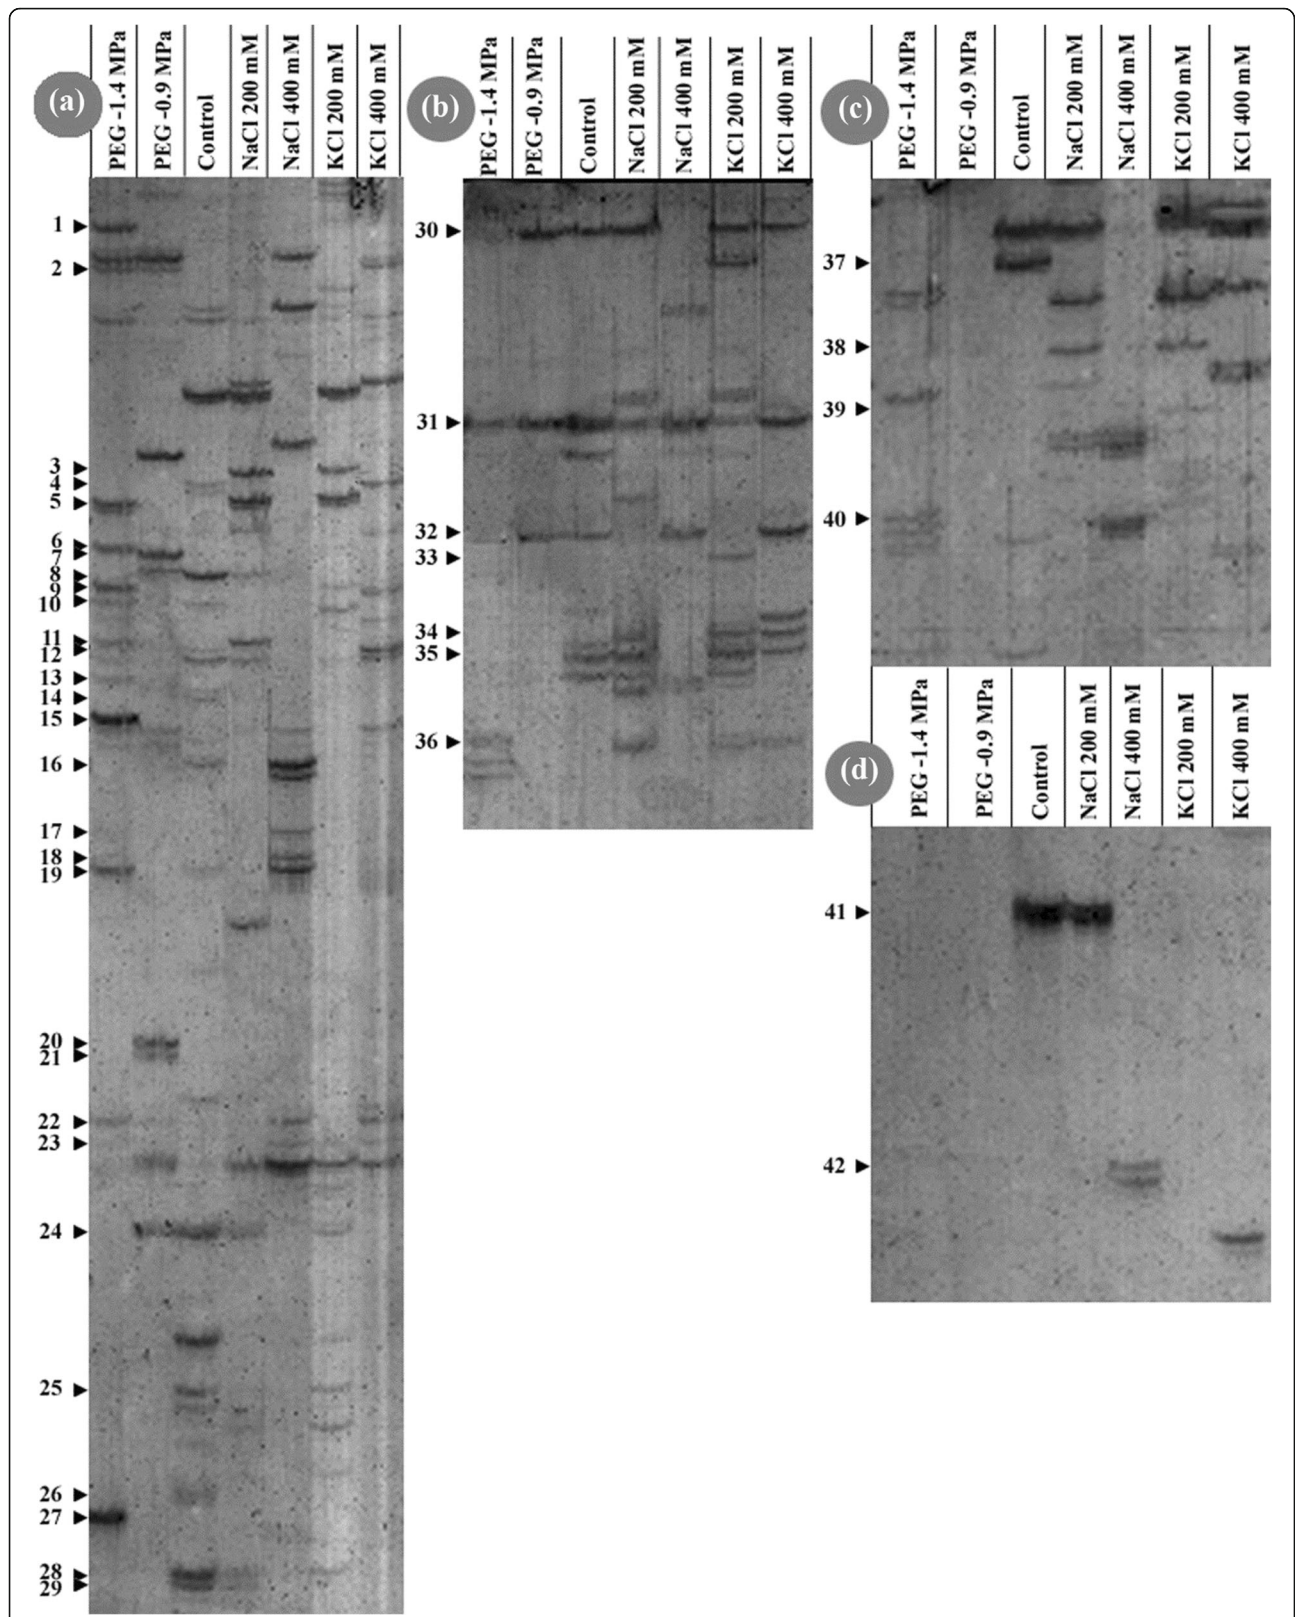 (a)
PEG -1.4 MPa
PEG -0.9 MPa
Control
NaCl 200 mM
NaCl 400 mM
KCl 200 mM
KCl 400 mM
1
2
3
4
5
6
7
8
9
10
11
12
13
14
15
16
17
18
19
20
21
22
23
24
25
26
27
28
29
(b)
PEG -1.4 MPa
PEG -0.9 MPa
Control
NaCl 200 mM
NaCl 400 mM
KCl 200 mM
KCl 400 mM
30
31
32
33
34
35
36
(c)
PEG -1.4 MPa
PEG -0.9 MPa
Control
NaCl 200 mM
NaCl 400 mM
KCl 200 mM
KCl 400 mM
37
38
39
40
(d)
PEG -1.4 MPa
PEG -0.9 MPa
Control
NaCl 200 mM
NaCl 400 mM
KCl 200 mM
KCl 400 mM
41
42